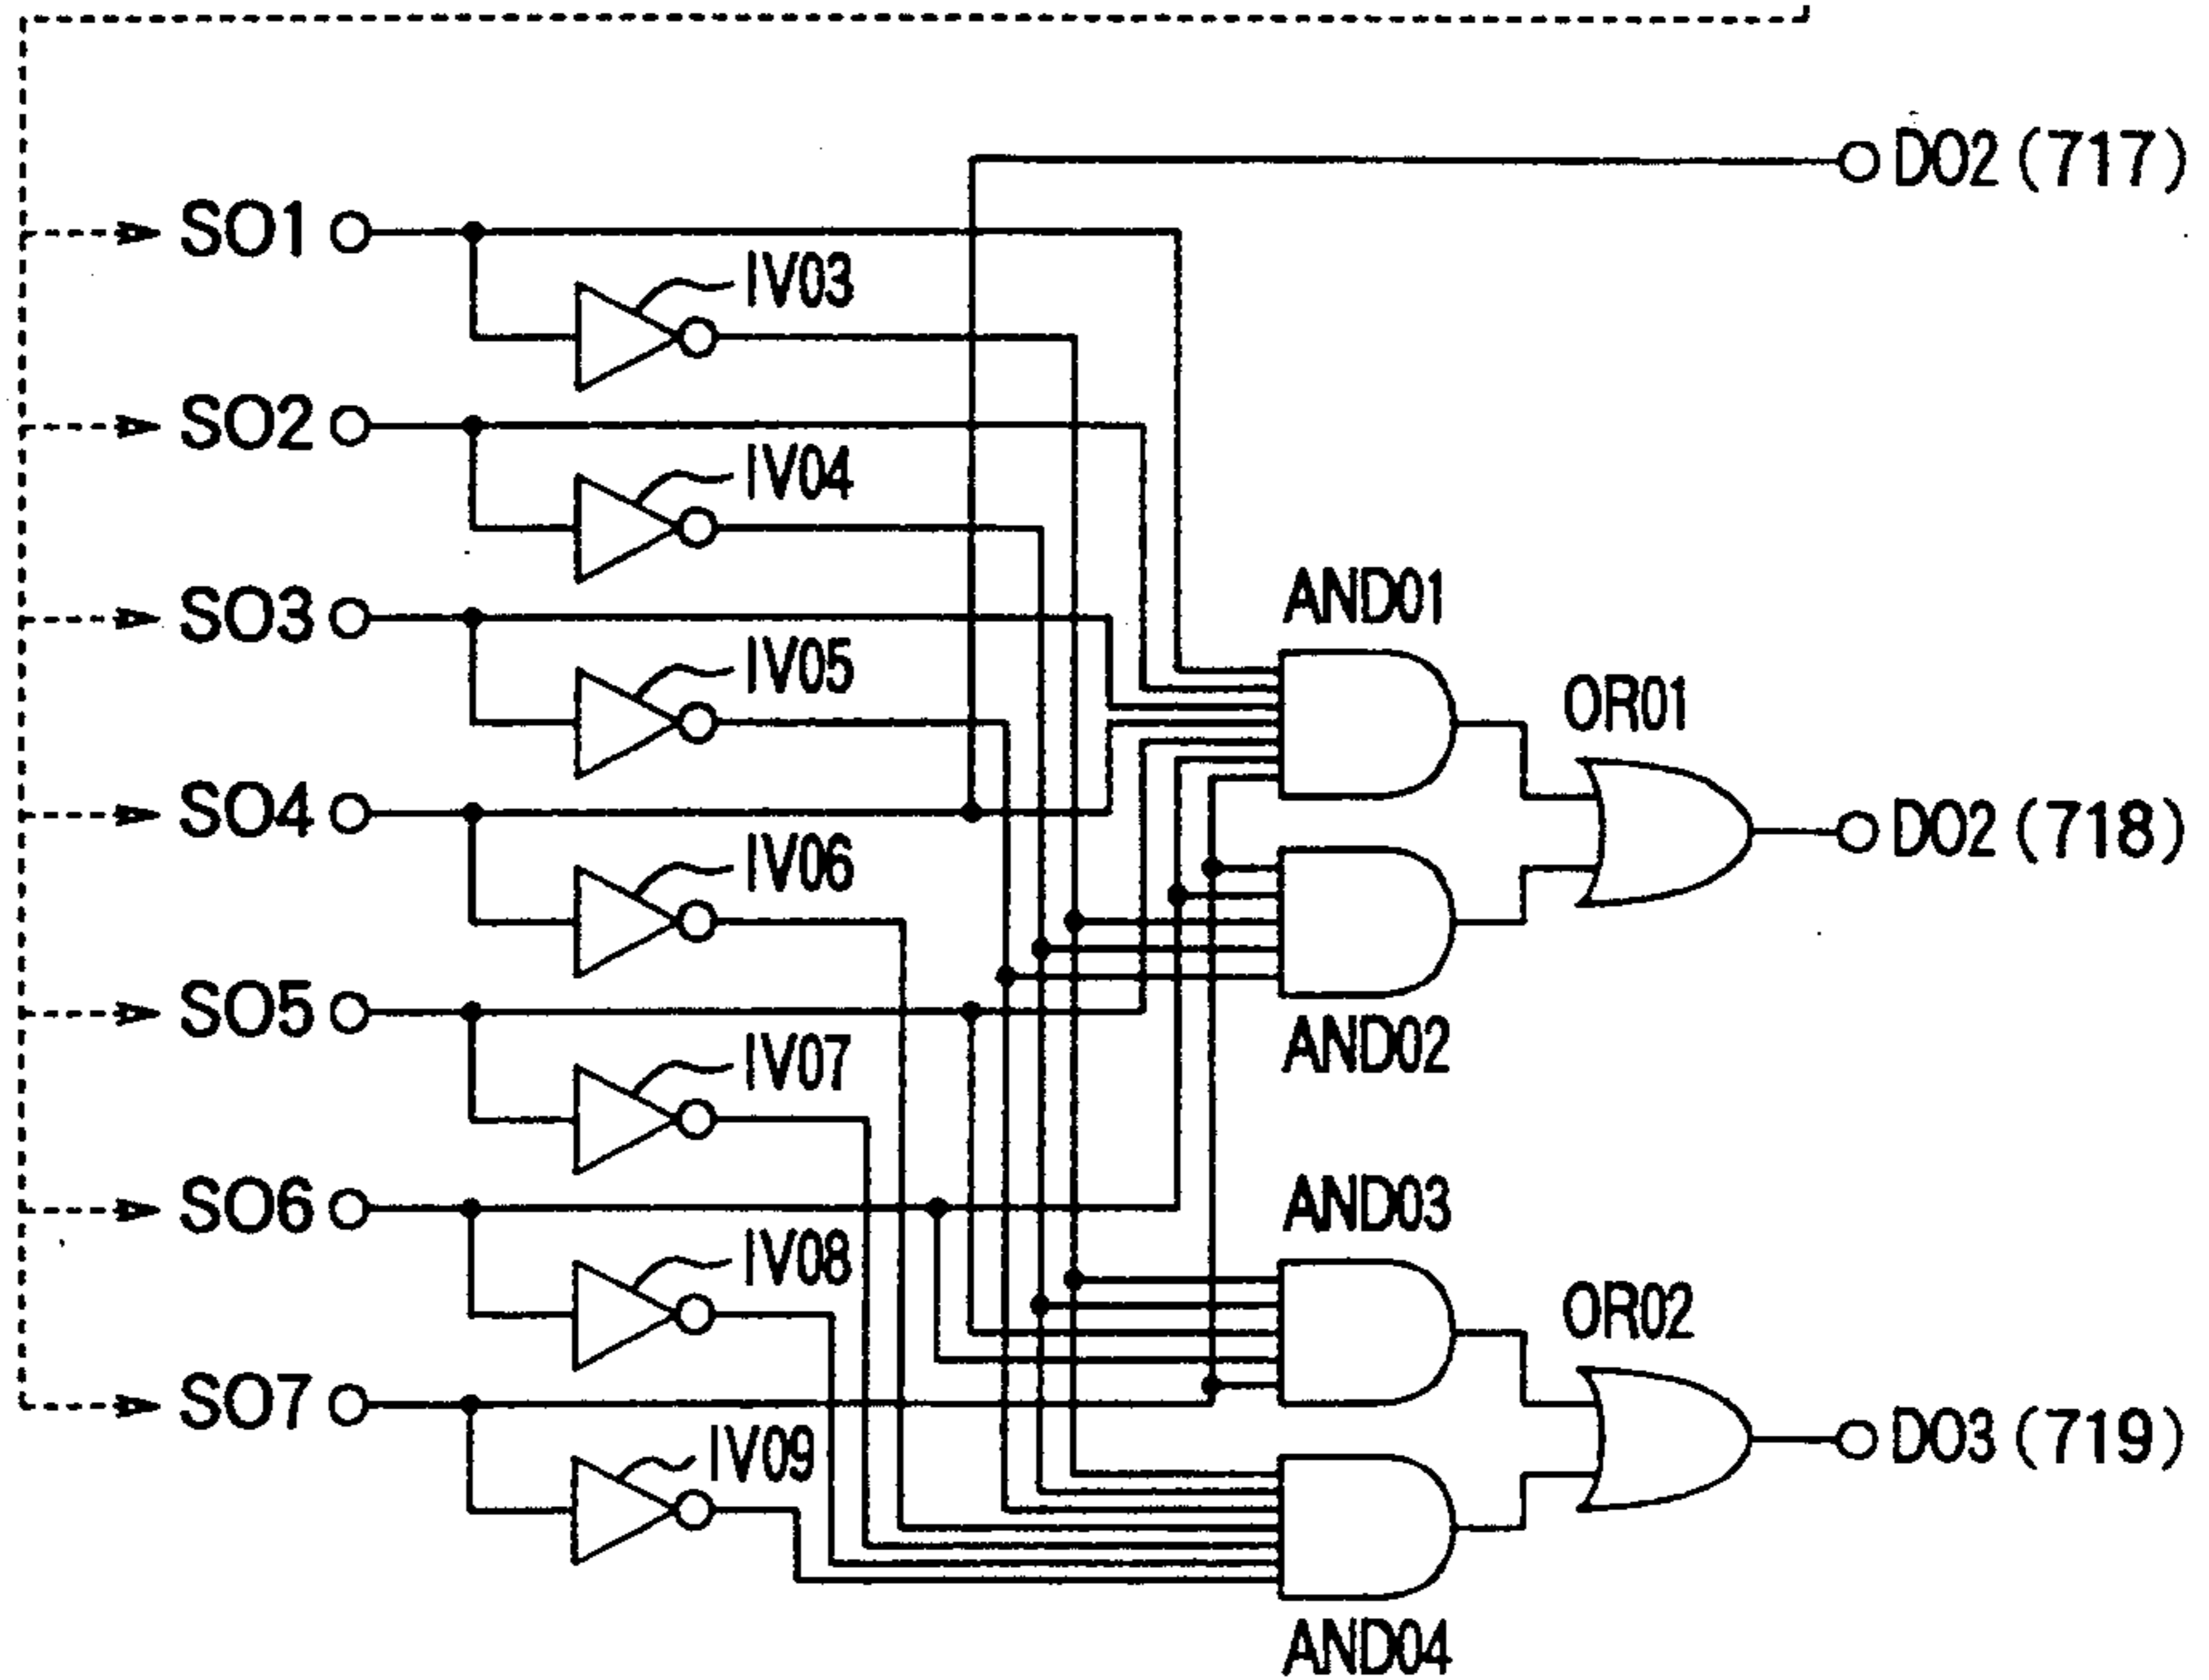 DO2 (717)
SO1
IV03
SO2
IV04
SO3
IV05
AND01
OR01
SO4
IV06
DO2 (718)
SO5
IV07
AND02
SO6
IV08
AND03
OR02
SO7
IV09
DO3 (719)
AND04